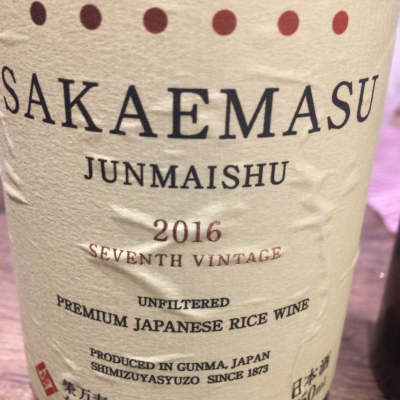 SAKAEMASU
JUNMAISHU
2016
SEVENTH VINTAGE
UNFILTERED
PREMIUM JAPANESE RICE WINE
PRODUCED IN GUNMA, JAPAN
SHIMIZUYASYUZO SINCE 1873
日本酒